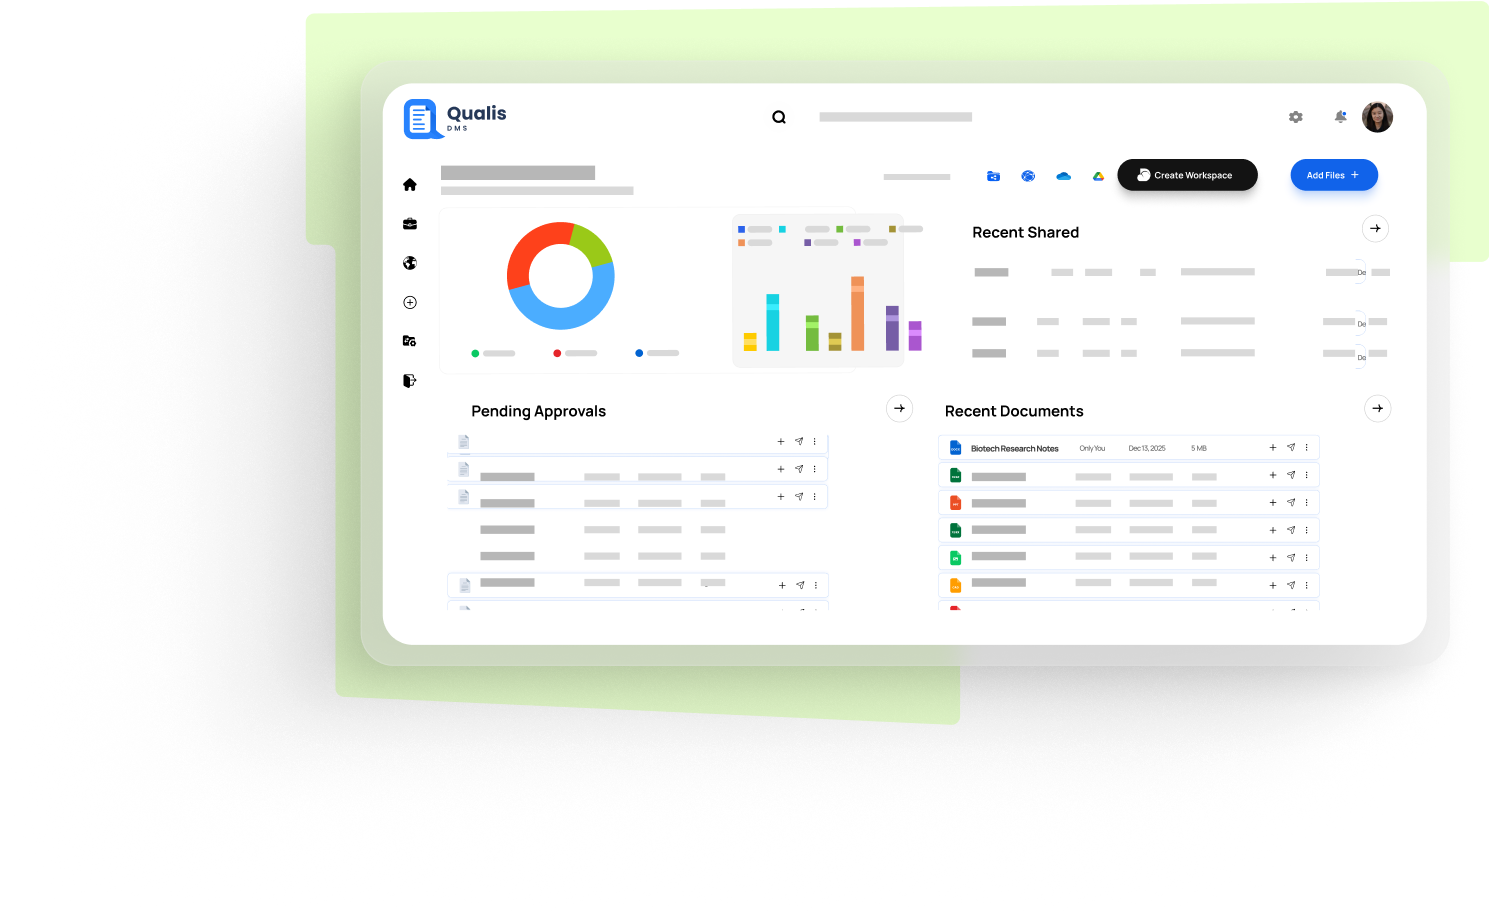 Qualis
DMS
Create Workspace
Add Files
Recent Shared
De
De
De
Pending Approvals
Recent Documents
Biotech Research Notes Only You Dec 13, 2025 5 MB